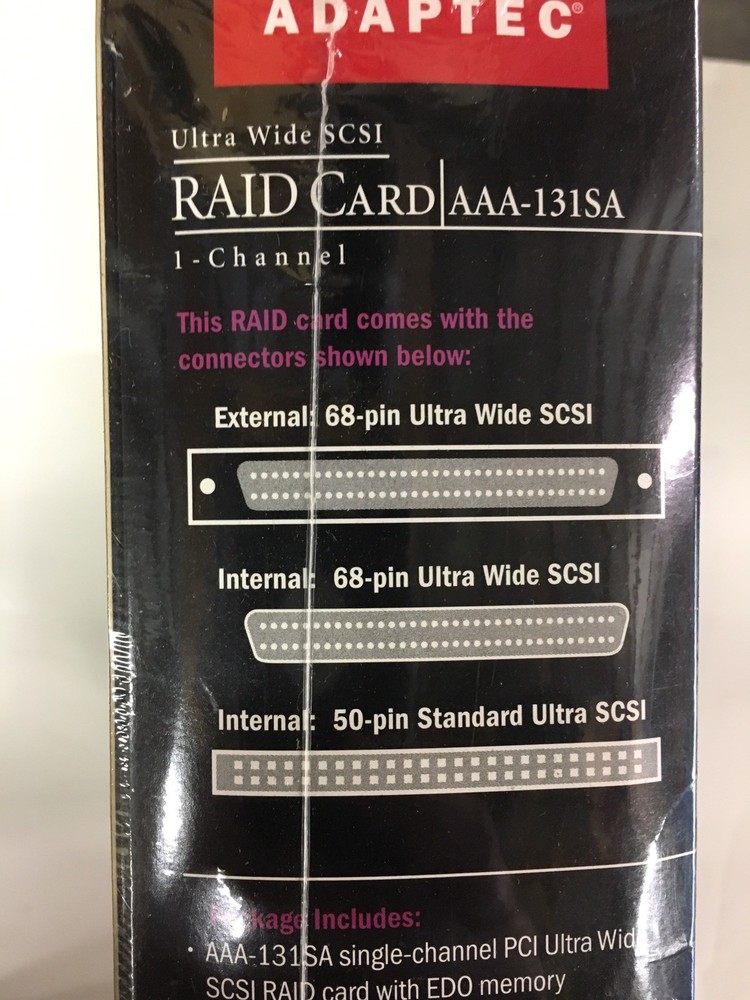 ADAPTEC®
Ultra Wide SCSI
RAID CARD AAA-131SA
1-Channel
This RAID card comes with the
connectors shown below:
External: 68-pin Ultra Wide SCSI
Internal: 68-pin Ultra Wide SCSI
Internal: 50-pin Standard Ultra SCSI
Package Includes:
• AAA-131SA single-channel PCI Ultra Wide
SCSI RAID card with EDO memory